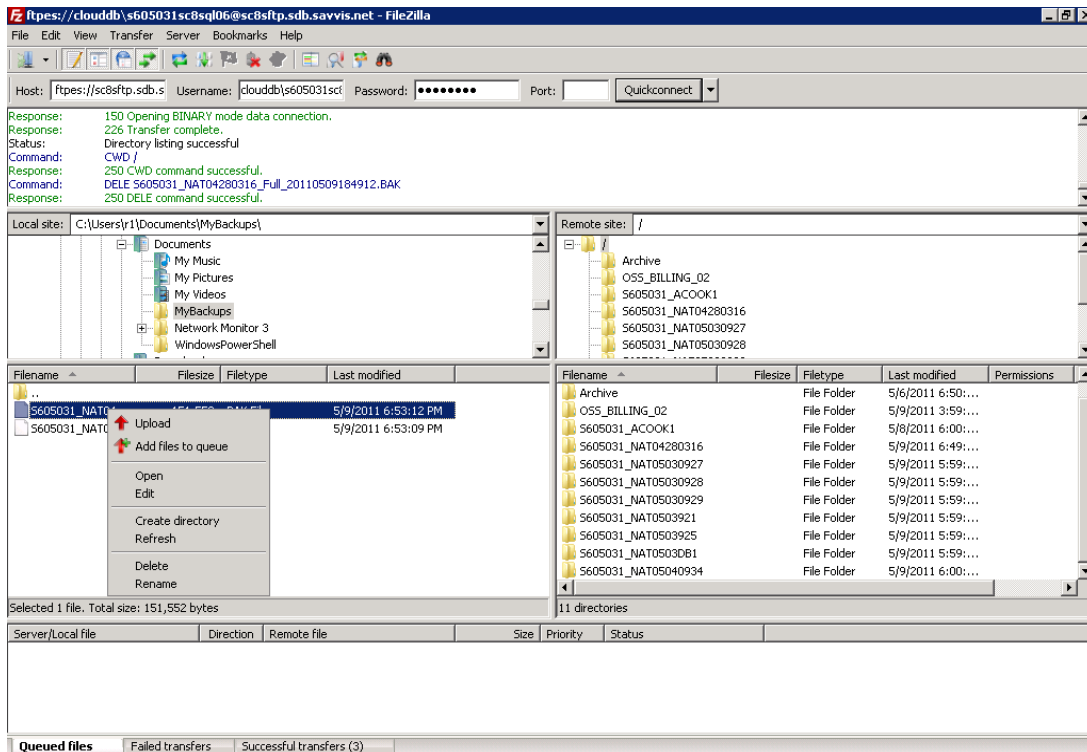 ftpes://clouddb\s605031sc8sql06@sc8sftp.sdb.savvis.net - FileZilla
File Edit View Transfer Server Bookmarks Help
Host: ftpes://sc8sftp.sdb.s Username: clouddb\s605031sc8 Password: ●●●●●●●● Port: Quickconnect
Response: 150 Opening BINARY mode data connection.
Response: 226 Transfer complete.
Status: Directory listing successful
Command: CWD /
Response: 250 CWD command successful.
Command: DELE S605031_NAT04280316_Full_20110509184912.BAK
Response: 250 DELE command successful.
Local site: C:\Users\r1\Documents\MyBackups\
Documents
My Music
My Pictures
My Videos
MyBackups
Network Monitor 3
WindowsPowerShell
Remote site: /
/
Archive
OSS_BILLING_02
S605031_ACOOK1
S605031_NAT04280316
S605031_NAT05030927
S605031_NAT05030928
Filename Filesize Filetype Last modified
..
S605031_NAT04 5/9/2011 6:53:12 PM
S605031_NAT0 5/9/2011 6:53:09 PM
Upload
Add files to queue
Open
Edit
Create directory
Refresh
Delete
Rename
Selected 1 file. Total size: 151,552 bytes
Filename Filesize Filetype Last modified Permissions
Archive File Folder 5/6/2011 6:50:...
OSS_BILLING_02 File Folder 5/9/2011 3:59:...
S605031_ACOOK1 File Folder 5/8/2011 6:00:...
S605031_NAT04280316 File Folder 5/9/2011 6:49:...
S605031_NAT05030927 File Folder 5/9/2011 5:59:...
S605031_NAT05030928 File Folder 5/9/2011 5:59:...
S605031_NAT05030929 File Folder 5/9/2011 5:59:...
S605031_NAT0503921 File Folder 5/9/2011 5:59:...
S605031_NAT0503925 File Folder 5/9/2011 5:59:...
S605031_NAT0503DB1 File Folder 5/9/2011 5:59:...
S605031_NAT05040934 File Folder 5/9/2011 6:00:...
11 directories
Server/Local file Direction Remote file Size Priority Status
Queued files Failed transfers Successful transfers (3)